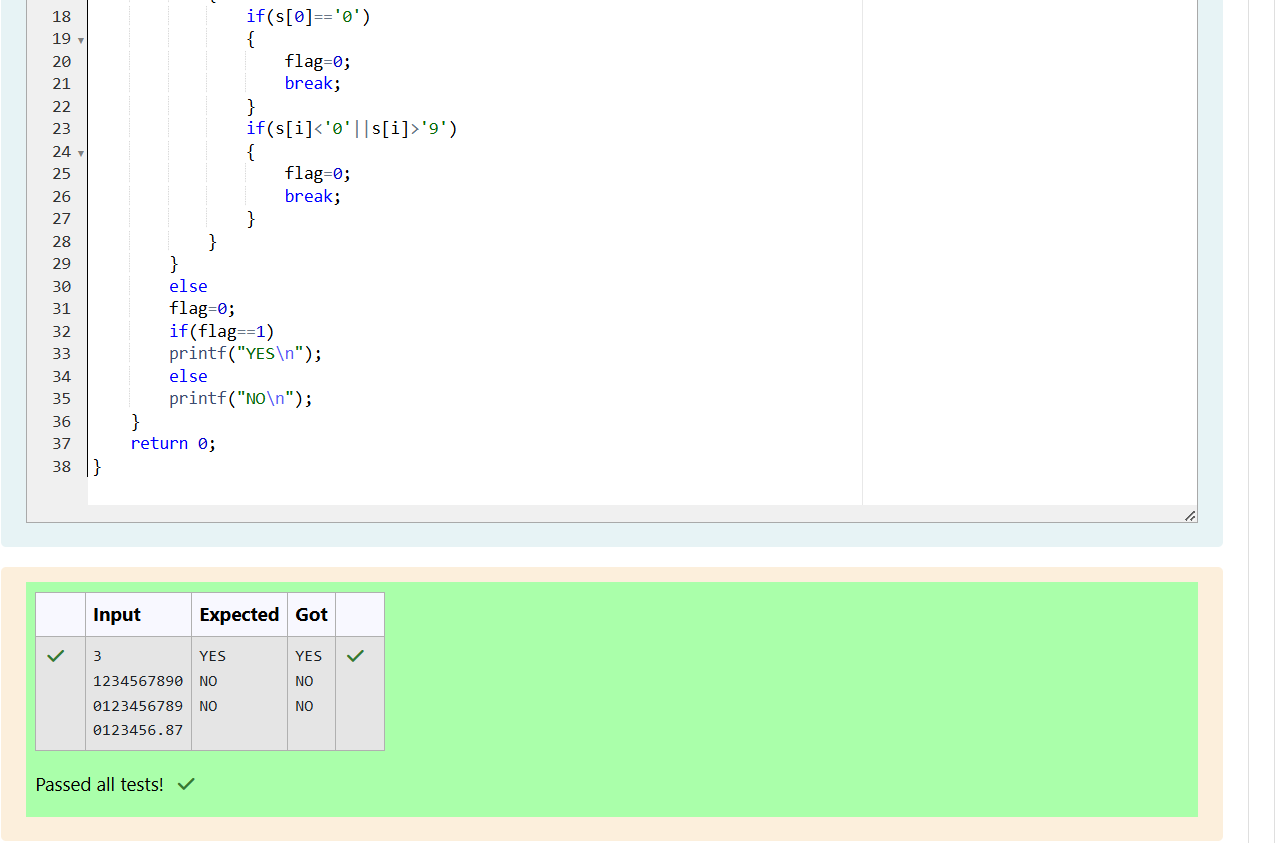 18 if(s[0]=='0')
19 {
20 flag=0;
21 break;
22 }
23 if(s[i]<'0'||s[i]>'9')
24 {
25 flag=0;
26 break;
27 }
28 }
29 }
30 else
31 flag=0;
32 if(flag==1)
33 printf("YES\n");
34 else
35 printf("NO\n");
36 }
37 return 0;
38 }
Input Expected Got
3 YES YES
1234567890 NO NO
0123456789 NO NO
0123456.87
Passed all tests!